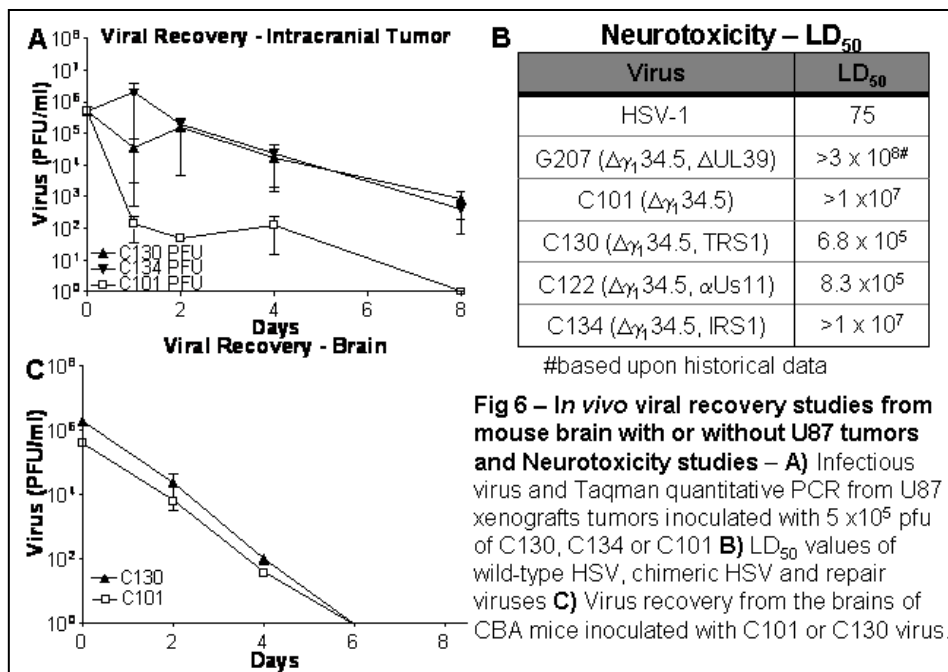 A Viral Recovery - Intracranial Tumor
Virus (PFU/ml)
10⁸
10⁷
10⁶
10⁵
10⁴
10³
10²
10¹
10⁰
C130 PFU
C134 PFU
C101 PFU
0 2 4 6 8
Days
B Neurotoxicity – LD₅₀
Virus LD₅₀
HSV-1 75
G207 (Δγ₁34.5, ΔUL39) >3 x 10⁸#
C101 (Δγ₁34.5) >1 x10⁷
C130 (Δγ₁34.5, TRS1) 6.8 x 10⁵
C122 (Δγ₁34.5, αUs11) 8.3 x10⁵
C134 (Δγ₁34.5, IRS1) >1 x 10⁷
#based upon historical data
C Viral Recovery - Brain
Virus (PFU/ml)
10⁸
10⁶
10⁴
10²
10⁰
C130
C101
0 2 4 6 8
Days
Fig 6 – In vivo viral recovery studies from
mouse brain with or without U87 tumors
and Neurotoxicity studies – A) Infectious
virus and Taqman quantitative PCR from U87
xenografts tumors inoculated with 5 x10⁵ pfu
of C130, C134 or C101 B) LD₅₀ values of
wild-type HSV, chimeric HSV and repair
viruses C) Virus recovery from the brains of
CBA mice inoculated with C101 or C130 virus.